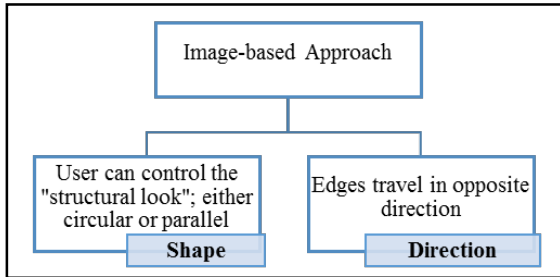 Image-based Approach
User can control the
"structural look"; either
circular or parallel
Shape
Edges travel in opposite
direction
Direction